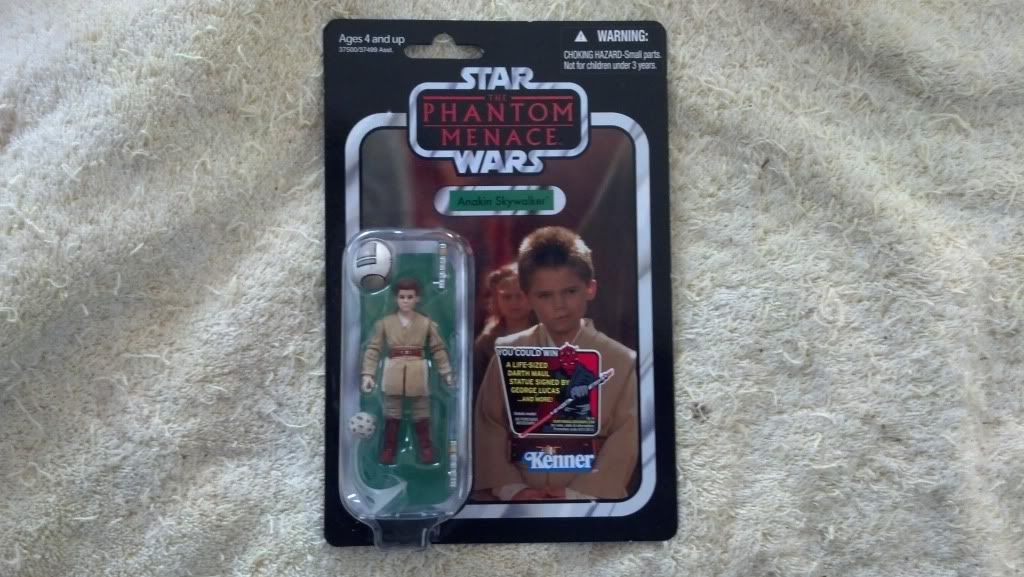 Ages 4 and up
37500/37499 Asst.
WARNING:
CHOKING HAZARD-Small parts.
Not for children under 3 years.
STAR
THE
PHANTOM
MENACE
WARS
Anakin Skywalker
YOU COULD WIN
A LIFE-SIZED
DARTH MAUL
STATUE SIGNED BY
GEORGE LUCAS
...AND MORE!
Kenner